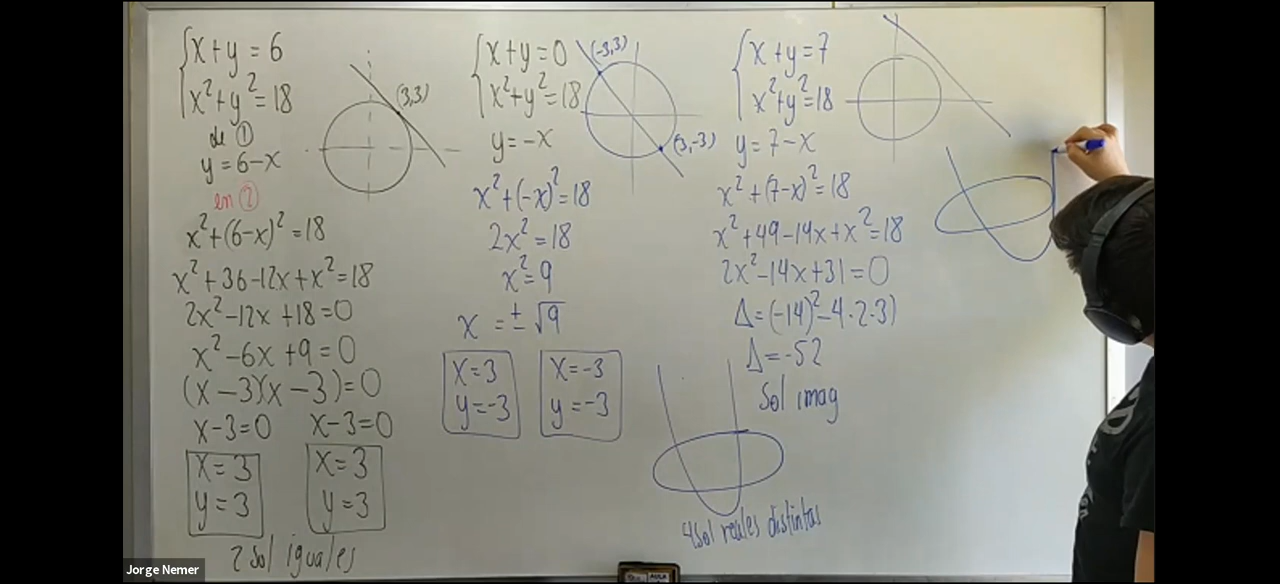 x+y=6
x²+y²=18
de ①
y=6-x
en ②
x²+(6-x)²=18
x²+36-12x+x²=18
2x²-12x+18=0
x²-6x+9=0
(x-3)(x-3)=0
x-3=0 x-3=0
x=3 x=3
y=3 y=3
2 sol iguales
(3,3)
x+y=0
x²+y²=18
y=-x
x²+(-x)²=18
2x²=18
x²=9
x=±√9
x=3 x=-3
y=-3 y=-3
(-3,3)
(3,-3)
x+y=7
x²+y²=18
y=7-x
x²+(7-x)²=18
x²+49-14x+x²=18
2x²-14x+31=0
Δ=(-14)²-4·2·31
Δ=-52
Sol imag
4 sol reales distintas
AULA
Jorge Nemer